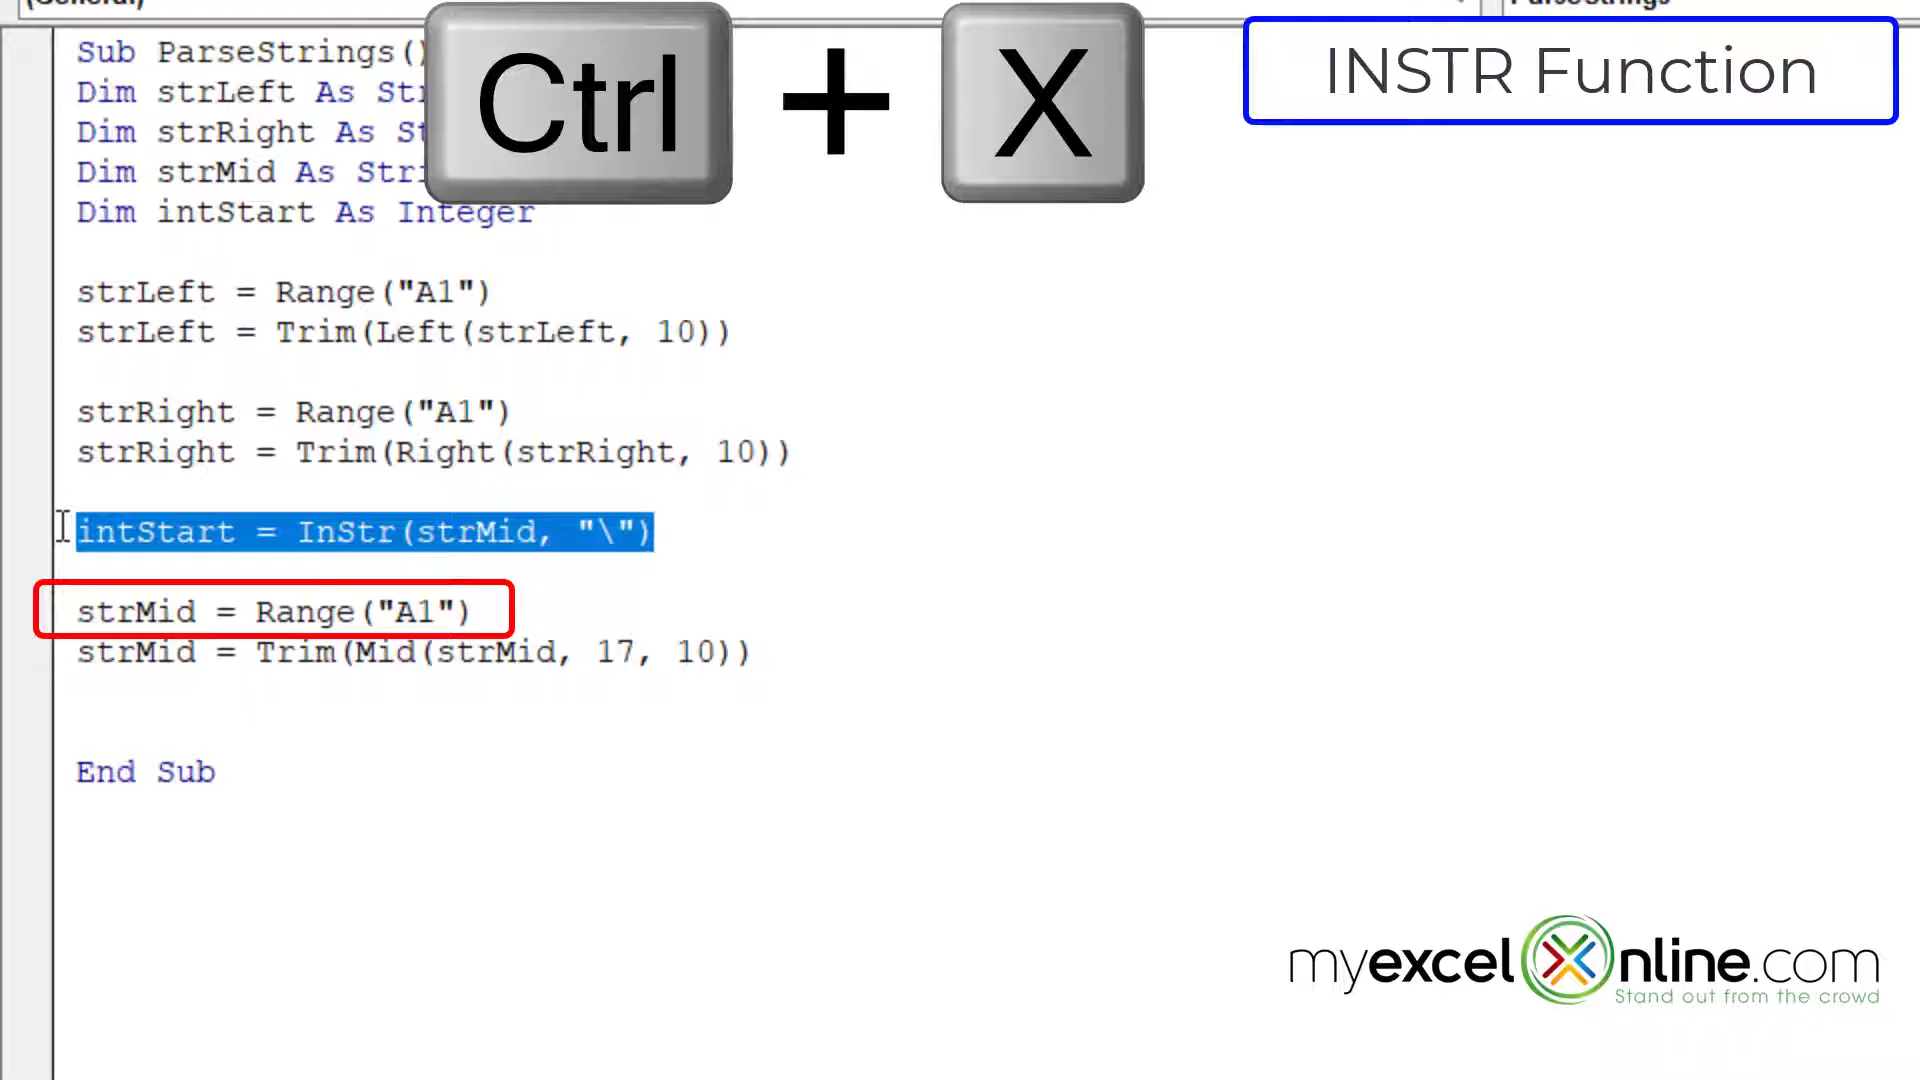 (General)
ParseStrings
Ctrl + X
INSTR Function
Sub ParseStrings()
Dim strLeft As Str
Dim strRight As St
Dim strMid As Stri
Dim intStart As Integer
strLeft = Range("A1")
strLeft = Trim(Left(strLeft, 10))
strRight = Range("A1")
strRight = Trim(Right(strRight, 10))
intStart = InStr(strMid, "\")
strMid = Range("A1")
strMid = Trim(Mid(strMid, 17, 10))
End Sub
myexcelOnline.com
Stand out from the crowd